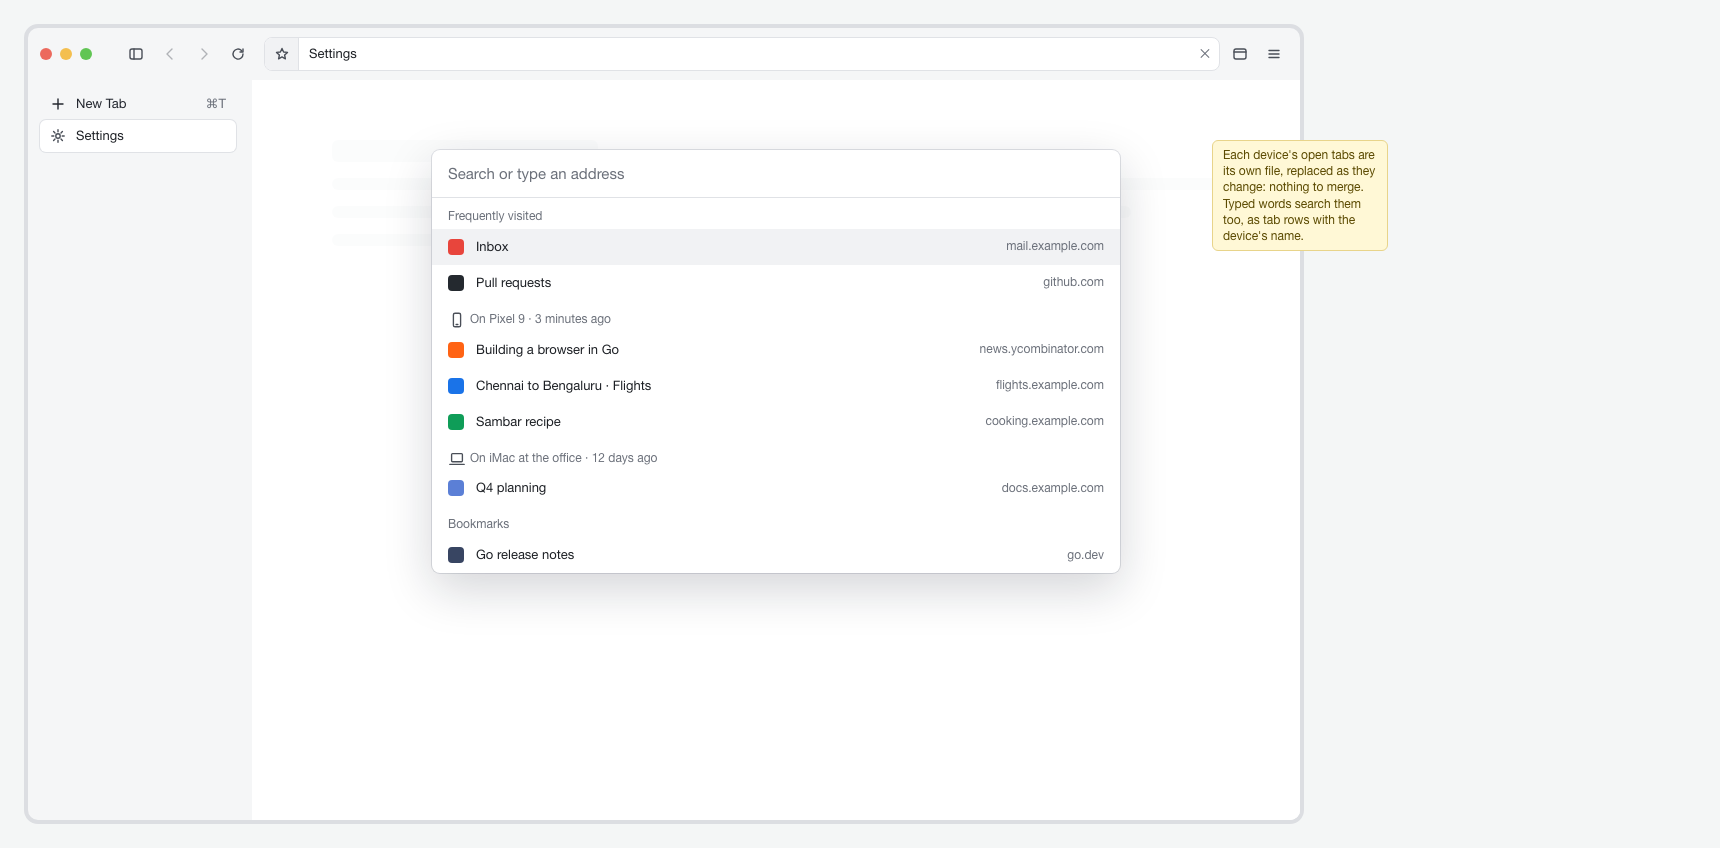 Settings
New Tab ⌘T
Settings
Search or type an address
Frequently visited
Inbox mail.example.com
Pull requests github.com
On Pixel 9 · 3 minutes ago
Building a browser in Go news.ycombinator.com
Chennai to Bengaluru · Flights flights.example.com
Sambar recipe cooking.example.com
On iMac at the office · 12 days ago
Q4 planning docs.example.com
Bookmarks
Go release notes go.dev
Each device's open tabs are
its own file, replaced as they
change: nothing to merge.
Typed words search them
too, as tab rows with the
device's name.